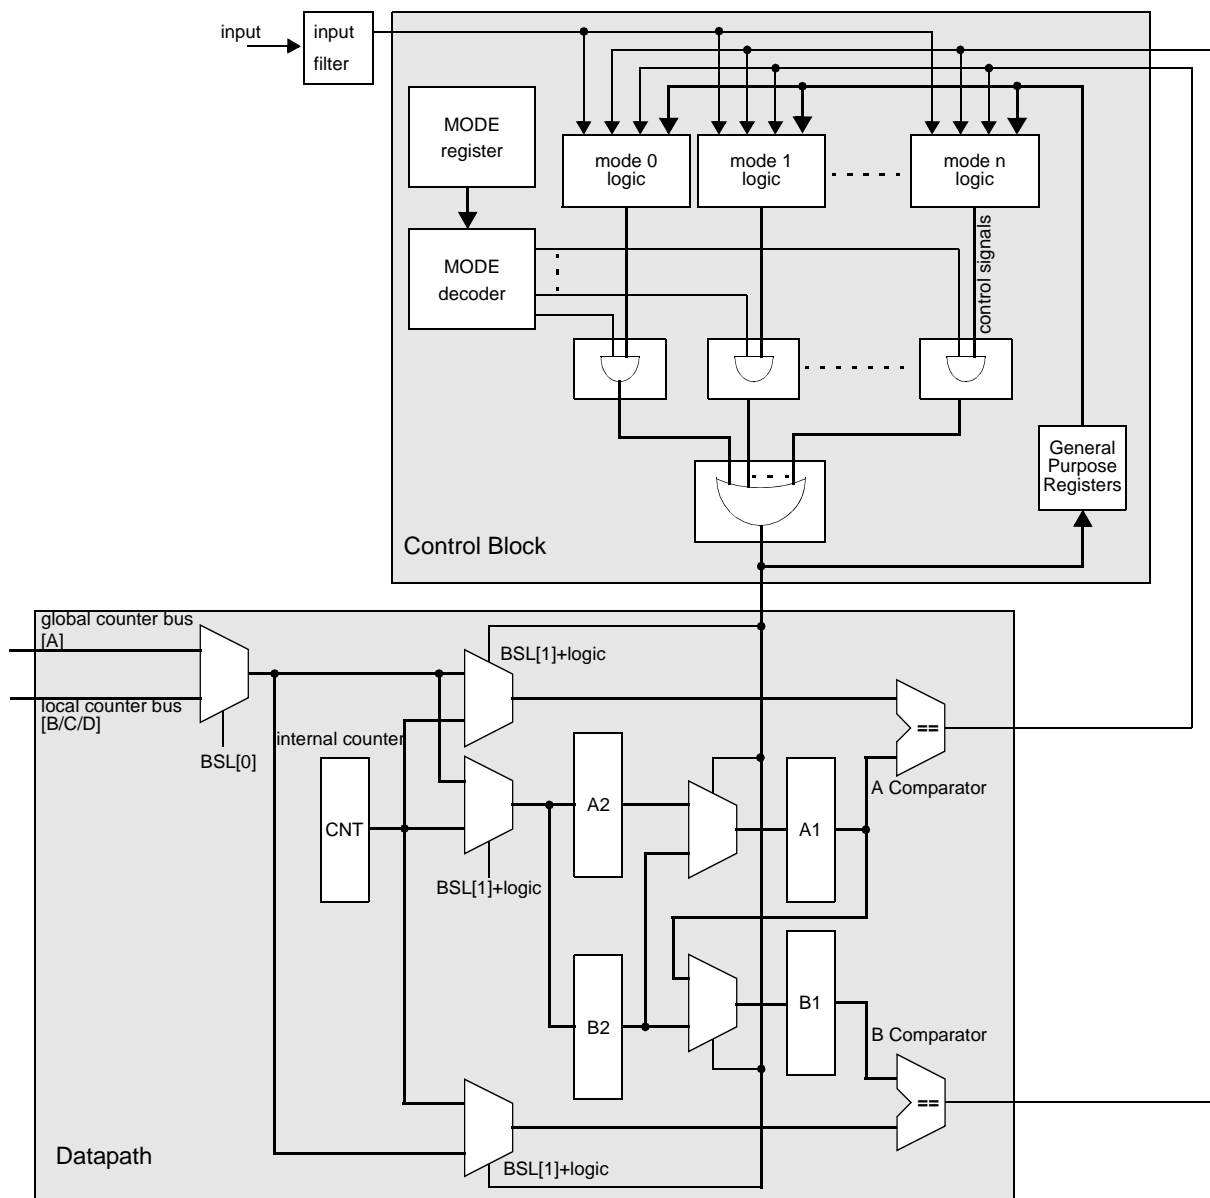 input
input
filter
MODE
register
mode 0
logic
mode 1
logic
mode n
logic
MODE
decoder
control signals
General
Purpose
Registers
Control Block
global counter bus
[A]
BSL[1]+logic
local counter bus
[B/C/D]
internal counter
BSL[0]
==
A Comparator
A2
CNT
A1
BSL[1]+logic
B1
B2
B Comparator
==
Datapath
BSL[1]+logic